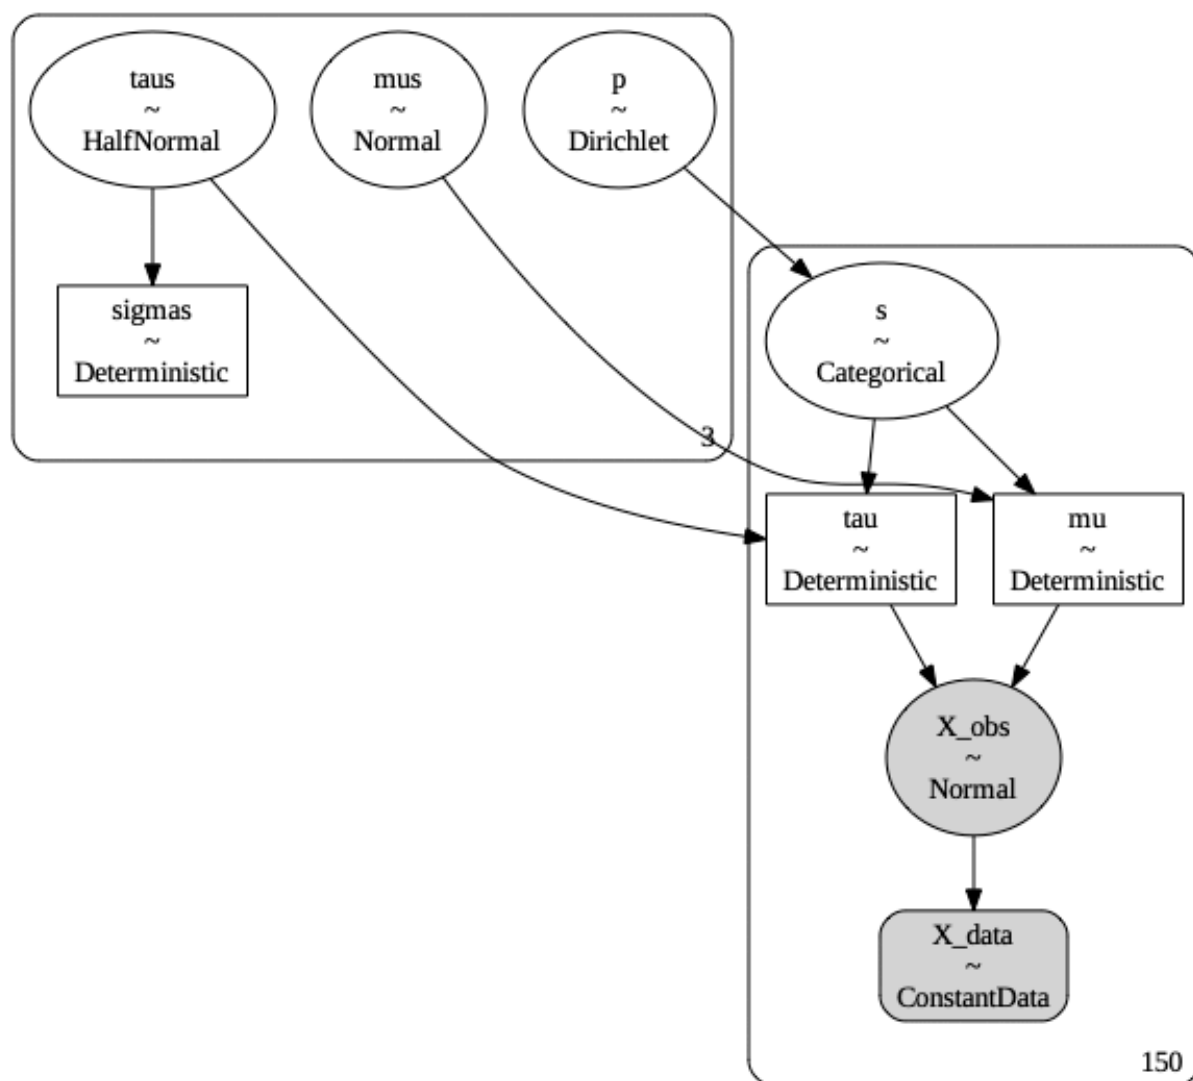 taus
~
HalfNormal
mus
~
Normal
p
~
Dirichlet
sigmas
~
Deterministic
3
s
~
Categorical
tau
~
Deterministic
mu
~
Deterministic
X_obs
~
Normal
X_data
~
ConstantData
150